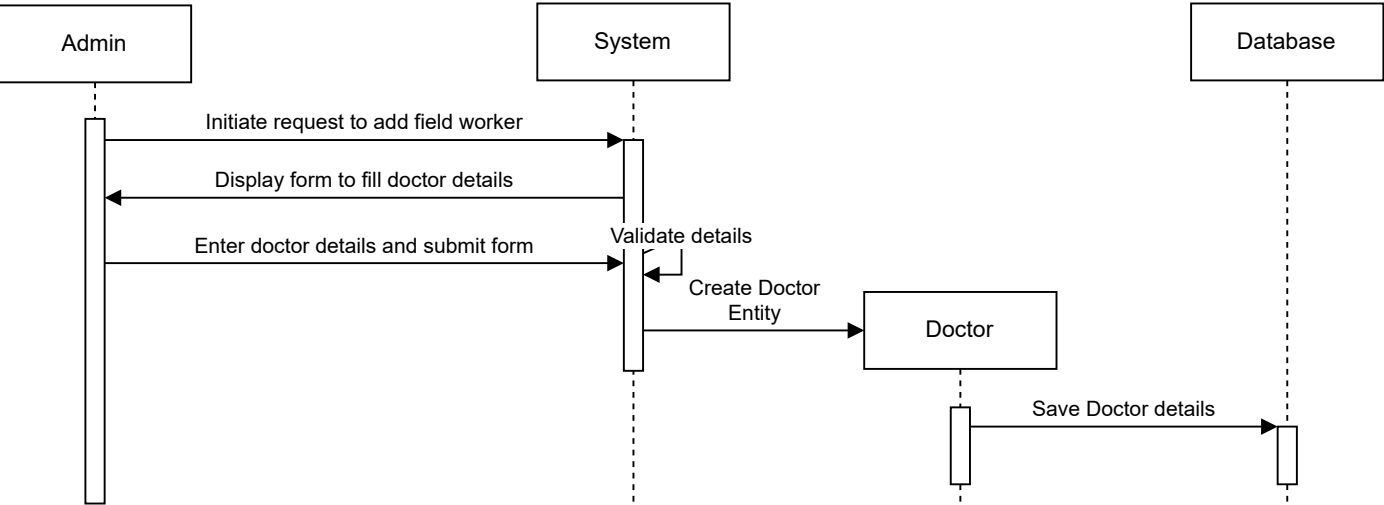 Admin
System
Database
Initiate request to add field worker
Display form to fill doctor details
Validate details
Enter doctor details and submit form
Create Doctor
Entity
Doctor
Save Doctor details